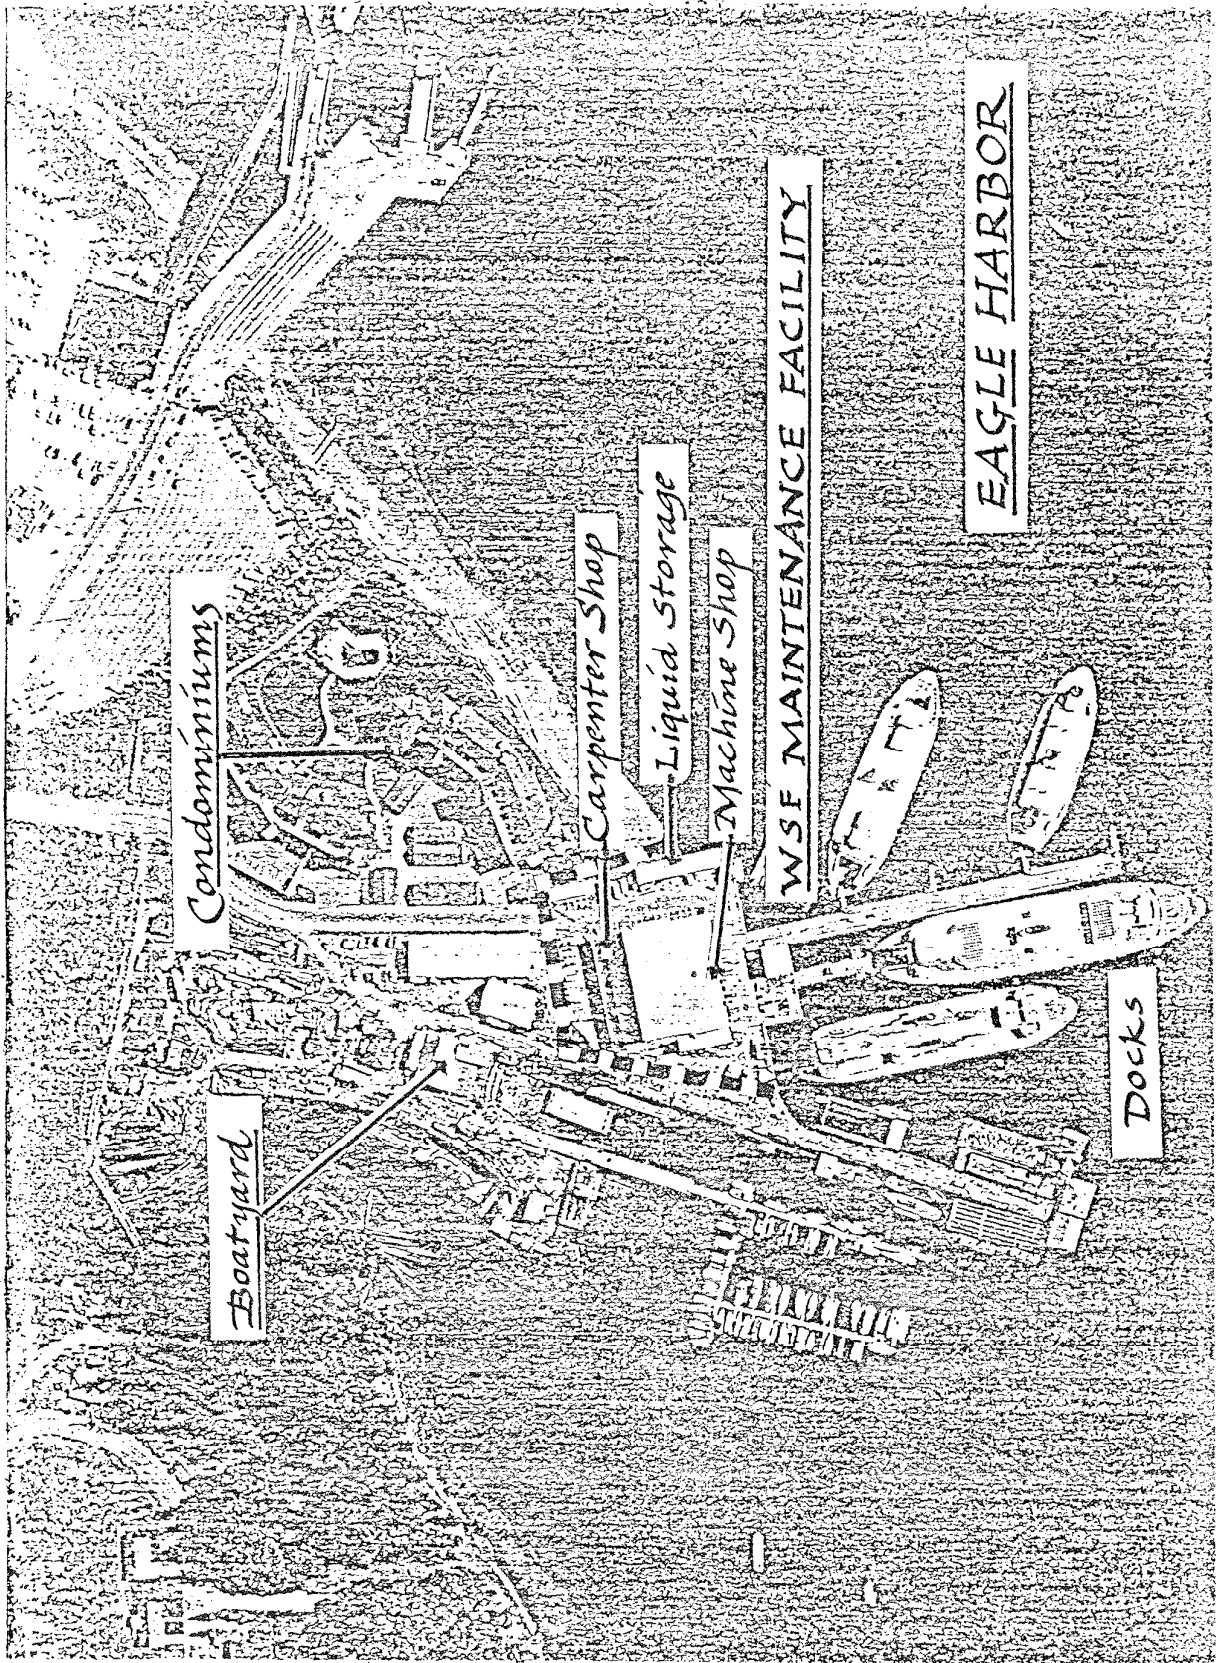 Condominiums
Boatyard
Carpenter Shop
Liquid Storage
Machine Shop
WSF MAINTENANCE FACILITY
Docks
EAGLE HARBOR